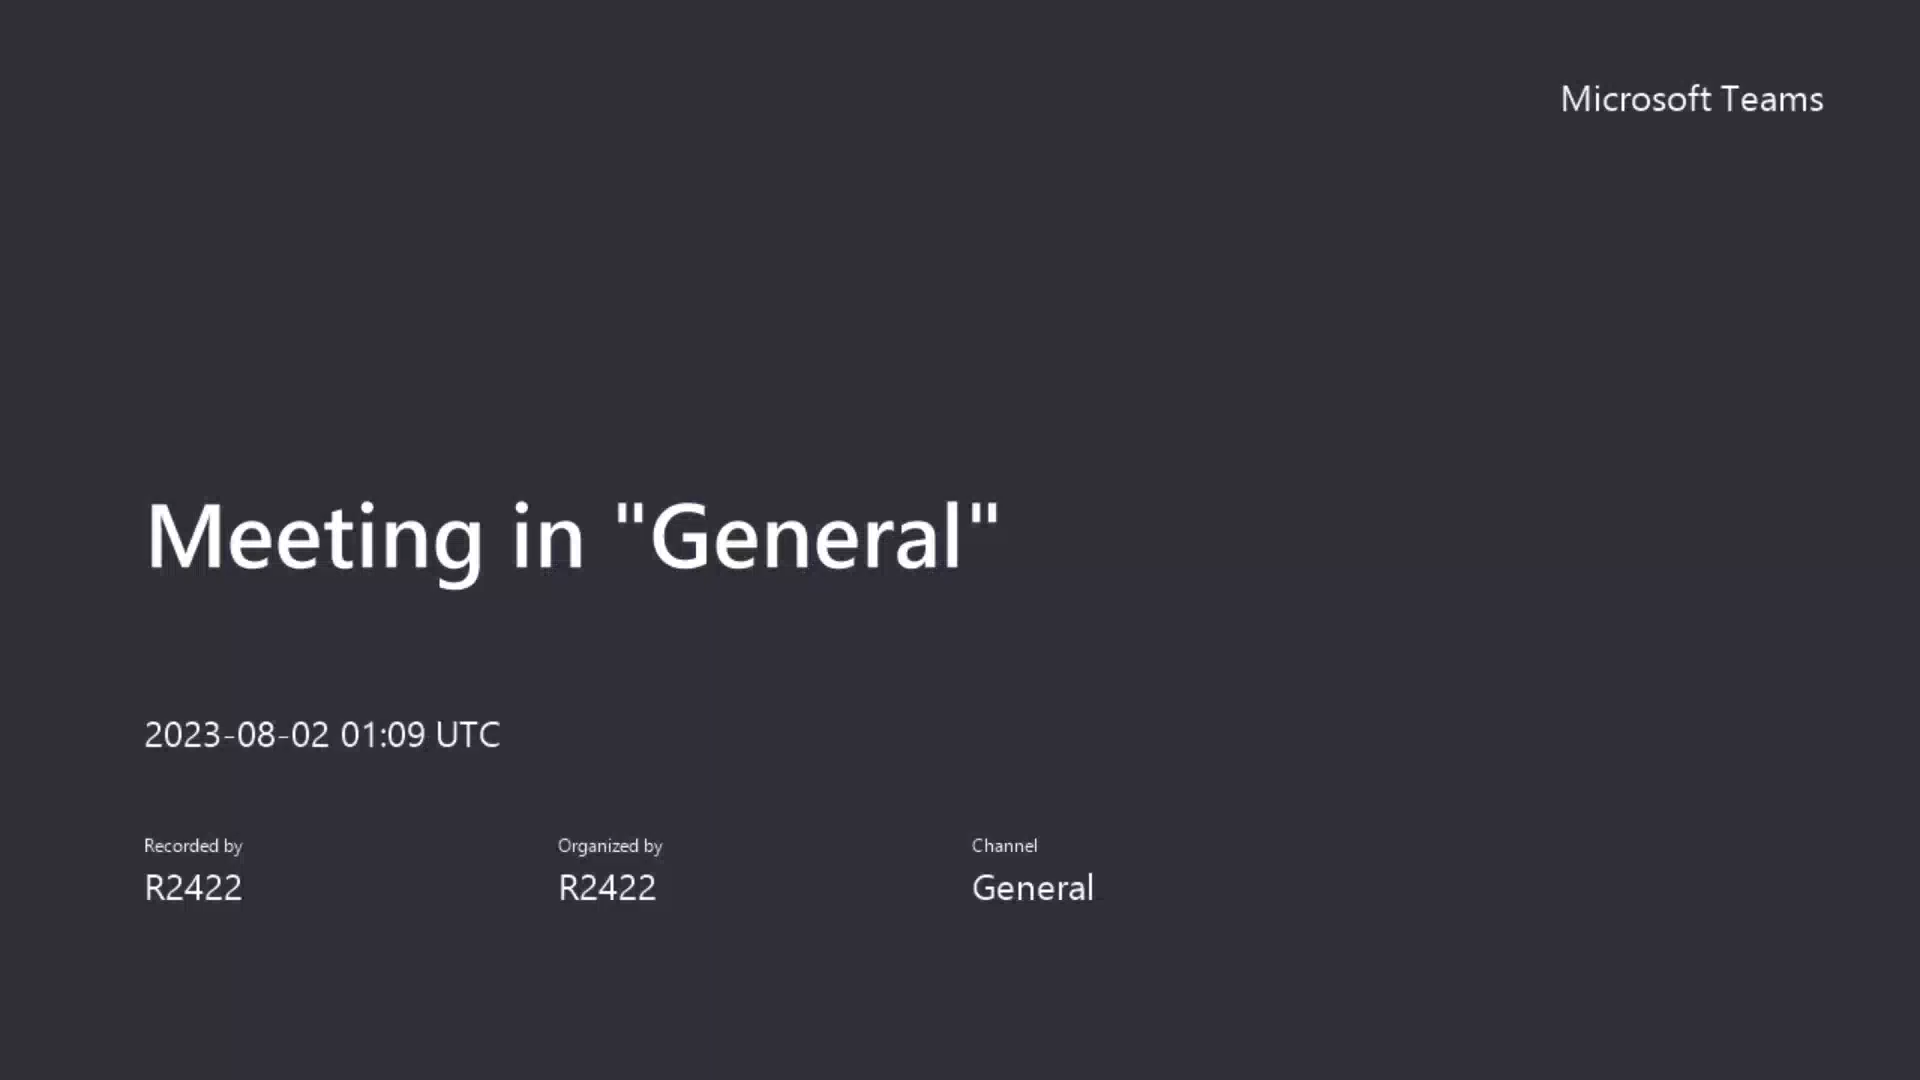 Microsoft Teams
Meeting in "General"
2023-08-02 01:09 UTC
Recorded by
R2422
Organized by
R2422
Channel
General